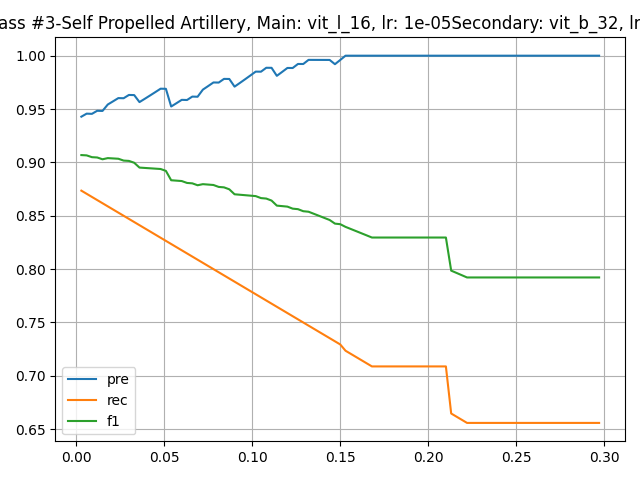 ass #3-Self Propelled Artillery, Main: vit_l_16, lr: 1e-05Secondary: vit_b_32, lr
1.00
0.95
0.90
0.85
0.80
0.75
0.70
0.65
pre
rec
f1
0.00 0.05 0.10 0.15 0.20 0.25 0.30